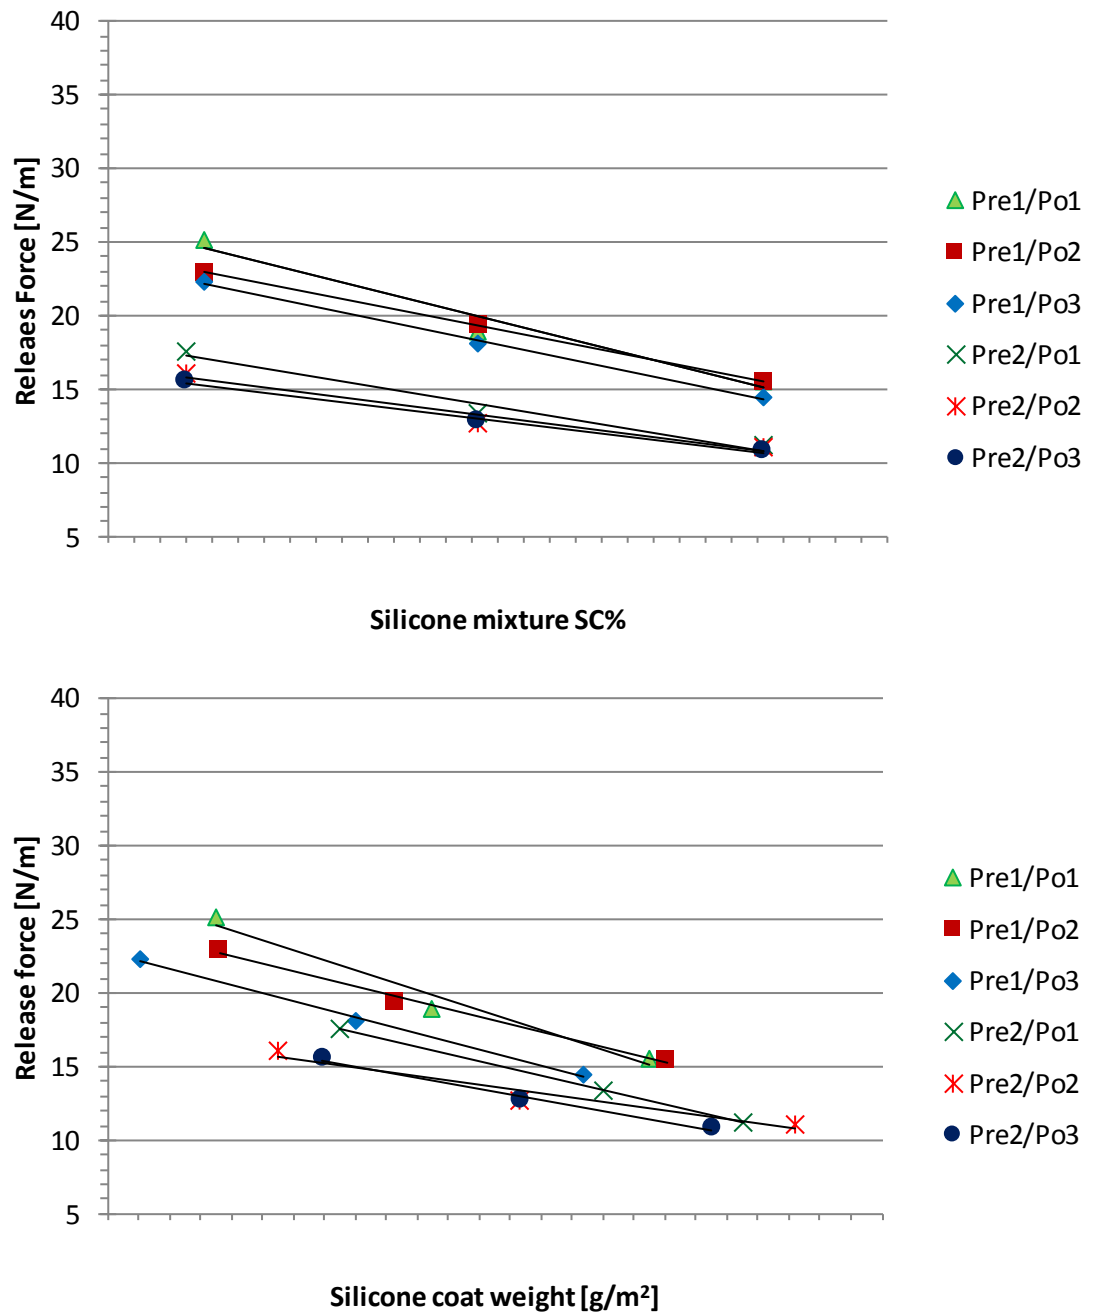 40
35
30
25
20
15
10
5
Releaes Force [N/m]
Silicone mixture SC%
Pre1/Po1
Pre1/Po2
Pre1/Po3
Pre2/Po1
Pre2/Po2
Pre2/Po3
40
35
30
25
20
15
10
5
Release force [N/m]
Silicone coat weight [g/m²]
Pre1/Po1
Pre1/Po2
Pre1/Po3
Pre2/Po1
Pre2/Po2
Pre2/Po3